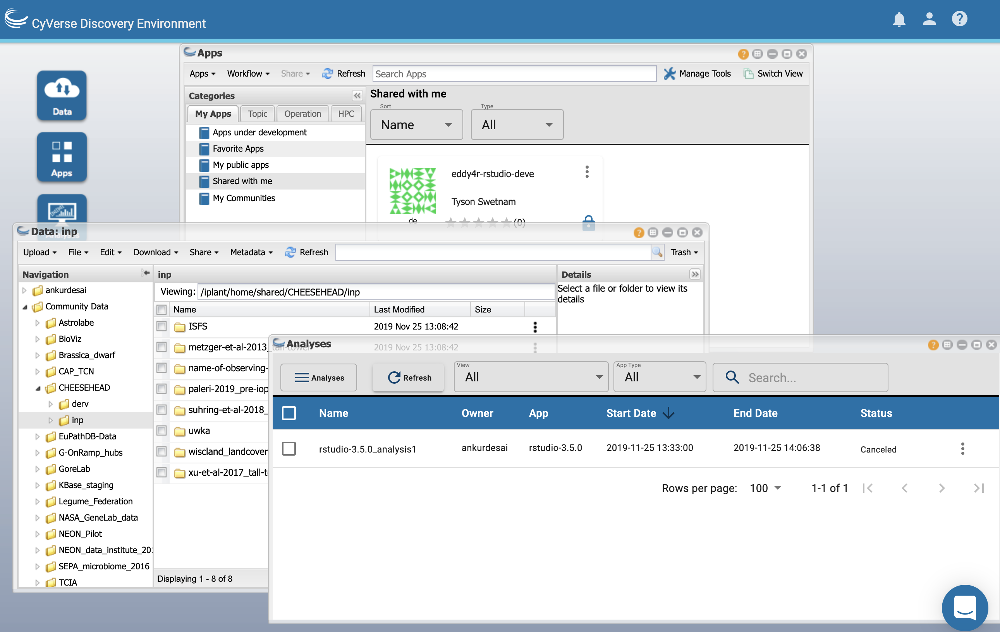 CyVerse Discovery Environment
Data
Apps
Apps
Apps Workflow Share Refresh Search Apps Manage Tools Switch View
Categories
My Apps Topic Operation HPC
Apps under development
Favorite Apps
My public apps
Shared with me
My Communities
Shared with me
Sort Type
Name All
eddy4r-rstudio-deve
Tyson Swetnam
de (0)
Data: inp
Upload File Edit Download Share Metadata Refresh Trash
Navigation
ankurdesai
Community Data
Astrolabe
BioViz
Brassica_dwarf
CAP_TCN
CHEESEHEAD
derv
inp
EuPathDB-Data
G-OnRamp_hubs
GoreLab
KBase_staging
Legume_Federation
NASA_GeneLab_data
NEON_Pilot
NEON_data_institute_201
SEPA_microbiome_2016
TCIA
inp
Viewing: /iplant/home/shared/CHEESEHEAD/inp
Name Last Modified Size
ISFS 2019 Nov 25 13:08:42
metzger-et-al-2013_tall-tower 2019 Nov 25 13:08:42
name-of-observing-
paleri-2019_pre-iop
suhring-et-al-2018_
uwka
wiscland_landcover
xu-et-al-2017_tall-t
Displaying 1 - 8 of 8
Details
Select a file or folder to view its
details
Analyses
Analyses Refresh View All App Type All Search...
Name Owner App Start Date End Date Status
rstudio-3.5.0_analysis1 ankurdesai rstudio-3.5.0 2019-11-25 13:33:00 2019-11-25 14:06:38 Canceled
Rows per page: 100 1-1 of 1